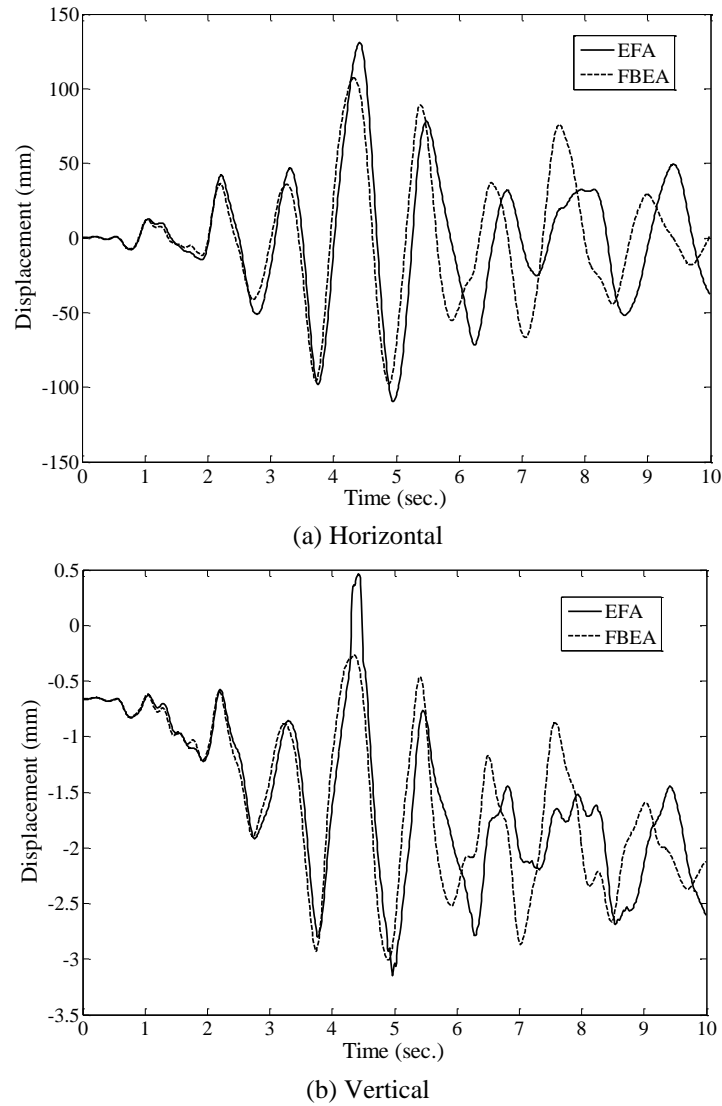 150
100
50
0
-50
-100
-150
Displacement (mm)
EFA
FBEA
0 1 2 3 4 5 6 7 8 9 10
Time (sec.)
(a) Horizontal
0.5
0
-0.5
-1
-1.5
-2
-2.5
-3
-3.5
Displacement (mm)
EFA
FBEA
0 1 2 3 4 5 6 7 8 9 10
Time (sec.)
(b) Vertical